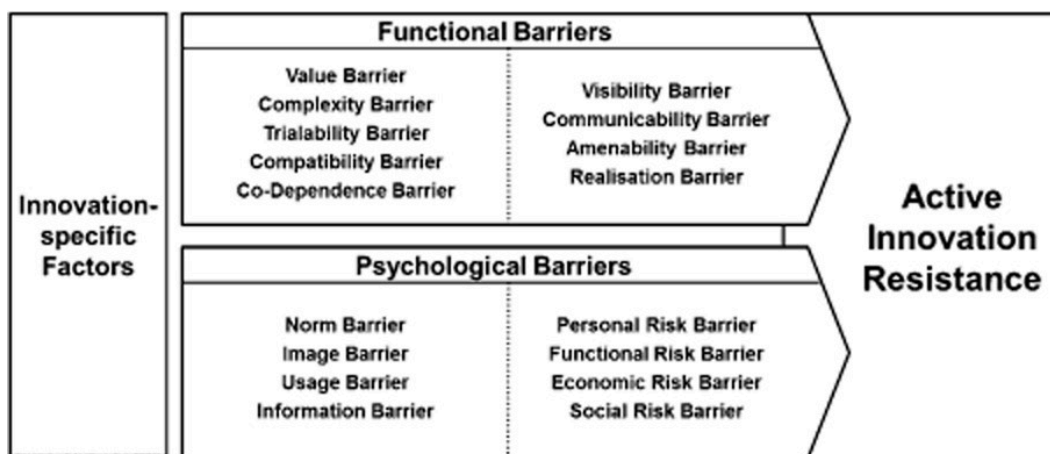 Innovation-
specific
Factors
Functional Barriers
Value Barrier
Complexity Barrier
Trialability Barrier
Compatibility Barrier
Co-Dependence Barrier
Visibility Barrier
Communicability Barrier
Amenability Barrier
Realisation Barrier
Psychological Barriers
Norm Barrier
Image Barrier
Usage Barrier
Information Barrier
Personal Risk Barrier
Functional Risk Barrier
Economic Risk Barrier
Social Risk Barrier
Active
Innovation
Resistance